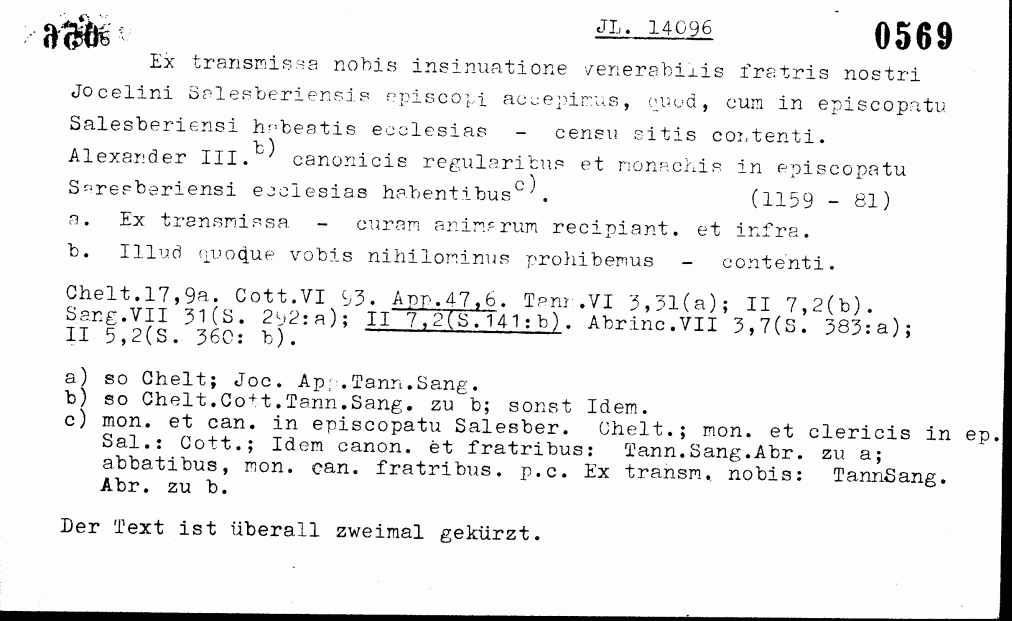 JL. 14096
0569
Ex transmissa nobis insinuatione venerabilis fratris nostri
Jocelini Salesberiensis episcopi accepimus, quod, cum in episcopatu
Salesberiensi habeatis ecclesias – censu sitis contenti.
Alexander III.b) canonicis regularibus et monachis in episcopatu
Saresberiensi ecclesias habentibusc). (1159 - 81)
a. Ex transmissa – curam animarum recipiant. et infra.
b. Illud quoque vobis nihilominus prohibemus – contenti.
Chelt.17,9a. Cott.VI 93. App.47,6. Tann.VI 3,31(a); II 7,2(b).
Sang.VII 31(S. 292:a); II 7,2(S.141:b). Abrinc.VII 3,7(S. 383:a);
II 5,2(S. 360: b).
a) so Chelt; Joc. App.Tann.Sang.
b) so Chelt.Cott.Tann.Sang. zu b; sonst Idem.
c) mon. et can. in episcopatu Salesber. Chelt.; mon. et clericis in ep.
Sal.: Cott.; Idem canon. et fratribus: Tann.Sang.Abr. zu a;
abbatibus, mon. can. fratribus. p.c. Ex transm. nobis: TannSang.
Abr. zu b.
Der Text ist überall zweimal gekürzt.